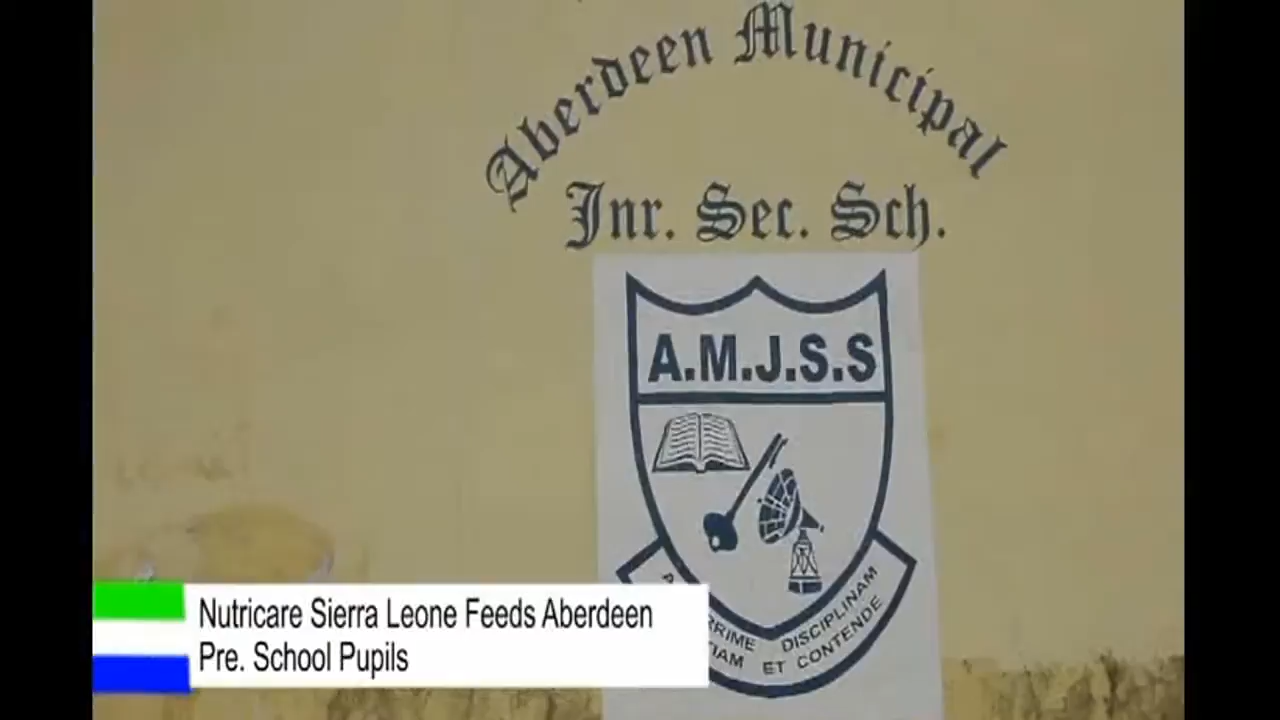 Aberdeen Municipal
Jnr. Sec. Sch.
A.M.J.S.S
DISCIPLINAM
ET CONTENDE
Nutricare Sierra Leone Feeds Aberdeen
Pre. School Pupils